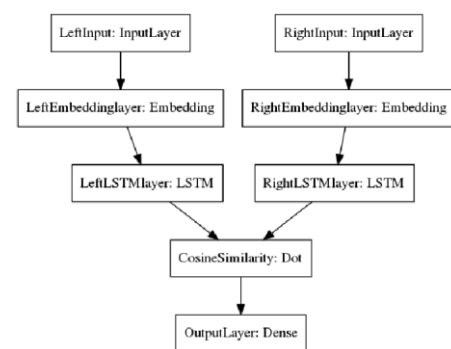 LeftInput: InputLayer
RightInput: InputLayer
LeftEmbeddinglayer: Embedding
RightEmbeddinglayer: Embedding
LeftLSTMlayer: LSTM
RightLSTMlayer: LSTM
CosineSimilarity: Dot
OutputLayer: Dense